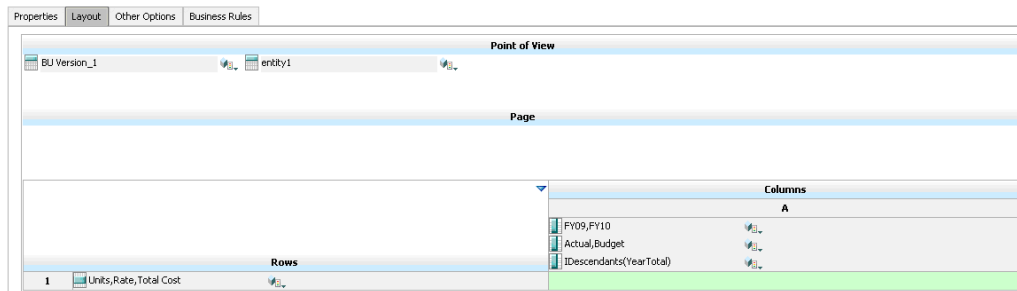 Properties Layout Other Options Business Rules
Point of View
BU Version_1 entity1
Page
Columns
A
FY09,FY10
Actual,Budget
Rows IDescendants(YearTotal)
1 Units,Rate,Total Cost